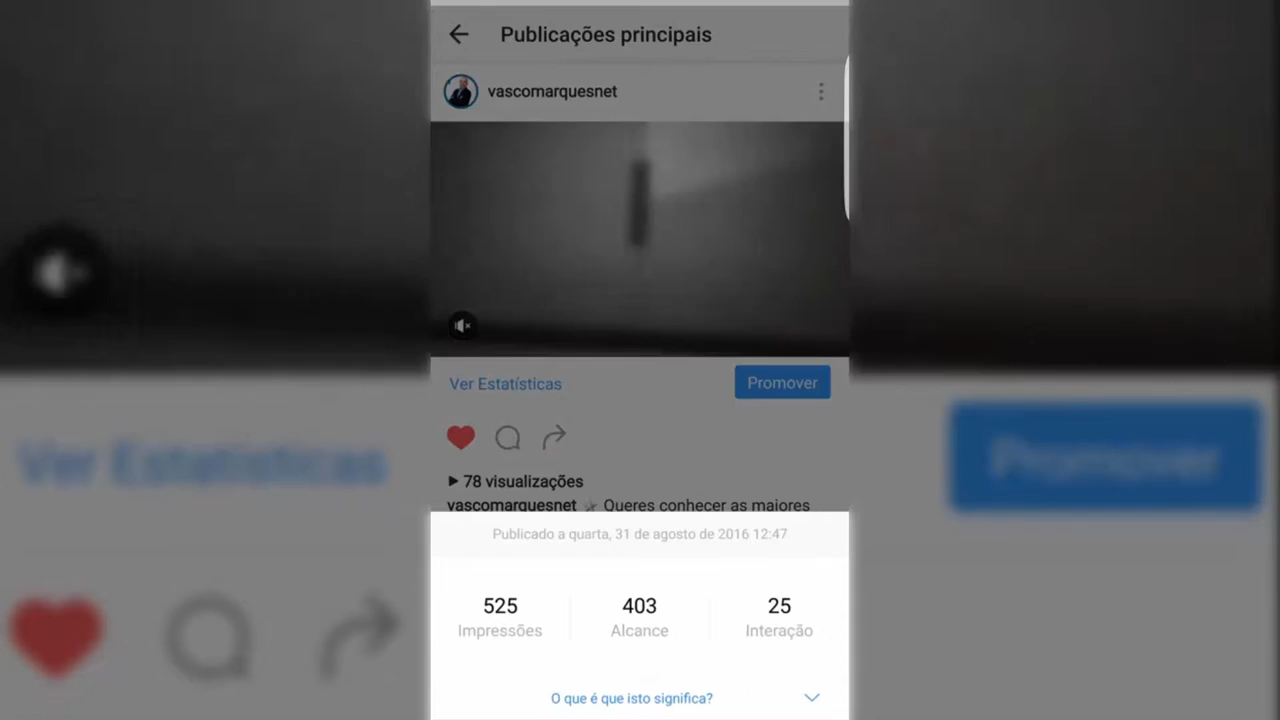 Publicações principais
vascomarquesnet
Ver Estatísticas
Promover
78 visualizações
vascomarquesnet Queres conhecer as maiores
Publicado a quarta, 31 de agosto de 2016 12:47
525 403 25
Impressões Alcance Interação
O que é que isto significa?
Ver Estatísticas
Promover